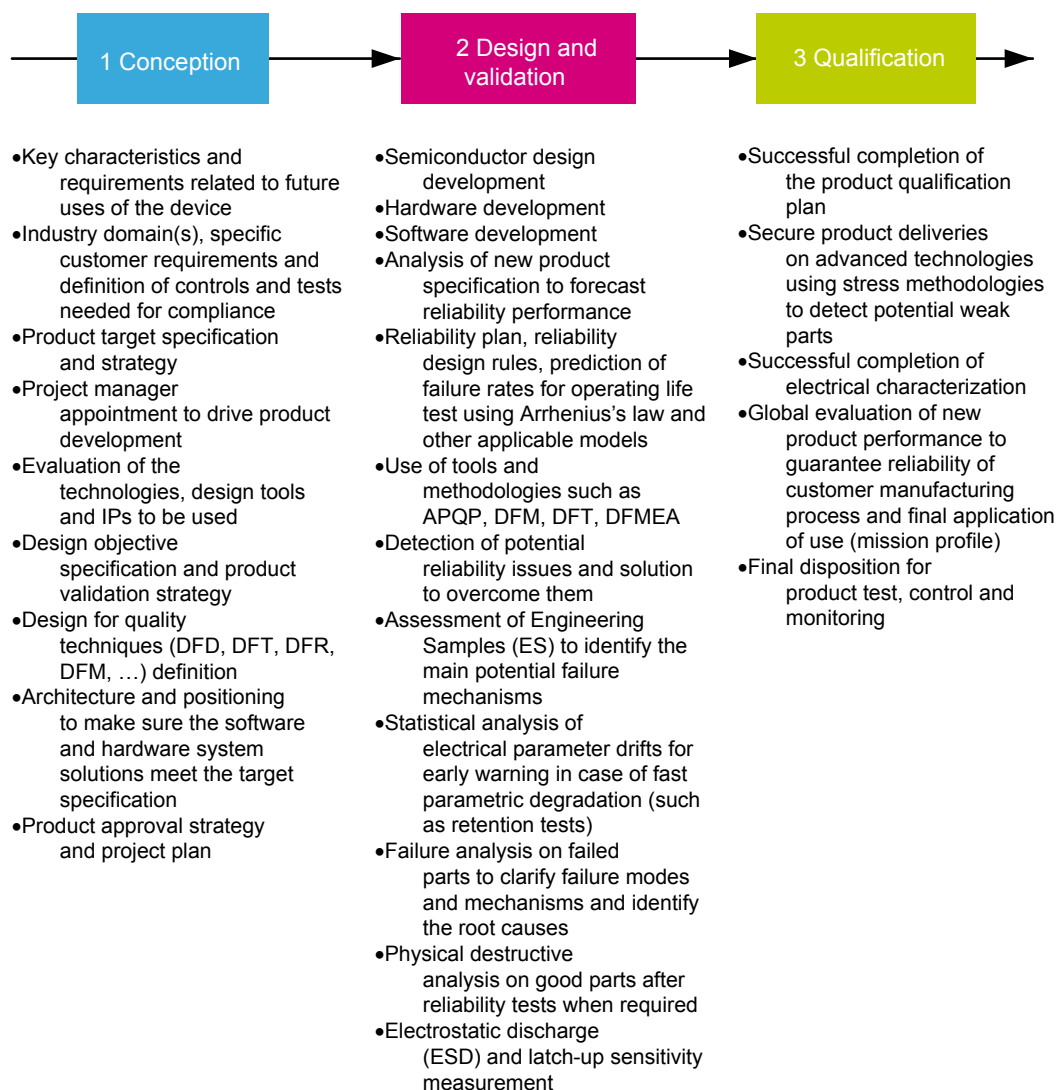 1 Conception
2 Design and
validation
3 Qualification
•Key characteristics and
requirements related to future
uses of the device
•Industry domain(s), specific
customer requirements and
definition of controls and tests
needed for compliance
•Product target specification
and strategy
•Project manager
appointment to drive product
development
•Evaluation of the
technologies, design tools
and IPs to be used
•Design objective
specification and product
validation strategy
•Design for quality
techniques (DFD, DFT, DFR,
DFM, …) definition
•Architecture and positioning
to make sure the software
and hardware system
solutions meet the target
specification
•Product approval strategy
and project plan
•Semiconductor design
development
•Hardware development
•Software development
•Analysis of new product
specification to forecast
reliability performance
•Reliability plan, reliability
design rules, prediction of
failure rates for operating life
test using Arrhenius’s law and
other applicable models
•Use of tools and
methodologies such as
APQP, DFM, DFT, DFMEA
•Detection of potential
reliability issues and solution
to overcome them
•Assessment of Engineering
Samples (ES) to identify the
main potential failure
mechanisms
•Statistical analysis of
electrical parameter drifts for
early warning in case of fast
parametric degradation (such
as retention tests)
•Failure analysis on failed
parts to clarify failure modes
and mechanisms and identify
the root causes
•Physical destructive
analysis on good parts after
reliability tests when required
•Electrostatic discharge
(ESD) and latch-up sensitivity
measurement
•Successful completion of
the product qualification
plan
•Secure product deliveries
on advanced technologies
using stress methodologies
to detect potential weak
parts
•Successful completion of
electrical characterization
•Global evaluation of new
product performance to
guarantee reliability of
customer manufacturing
process and final application
of use (mission profile)
•Final disposition for
product test, control and
monitoring